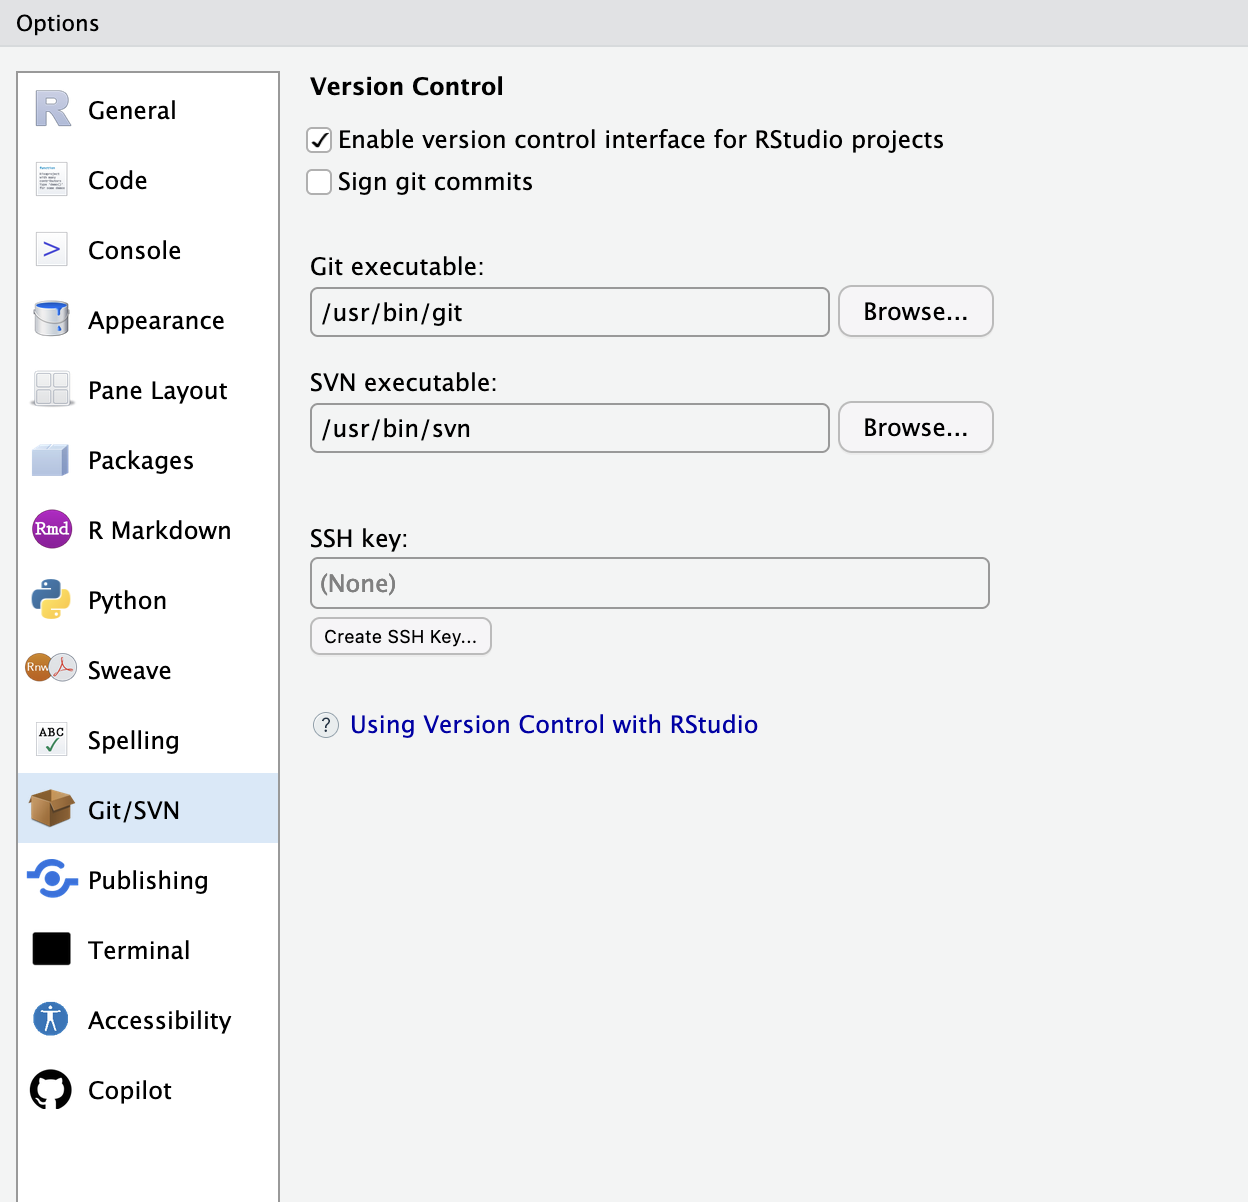 Options
General
Code
Console
Appearance
Pane Layout
Packages
Rmd R Markdown
Python
Rnw Sweave
ABC Spelling
Git/SVN
Publishing
Terminal
Accessibility
Copilot
Version Control
Enable version control interface for RStudio projects
Sign git commits
Git executable:
/usr/bin/git Browse...
SVN executable:
/usr/bin/svn Browse...
SSH key:
(None)
Create SSH Key...
? Using Version Control with RStudio